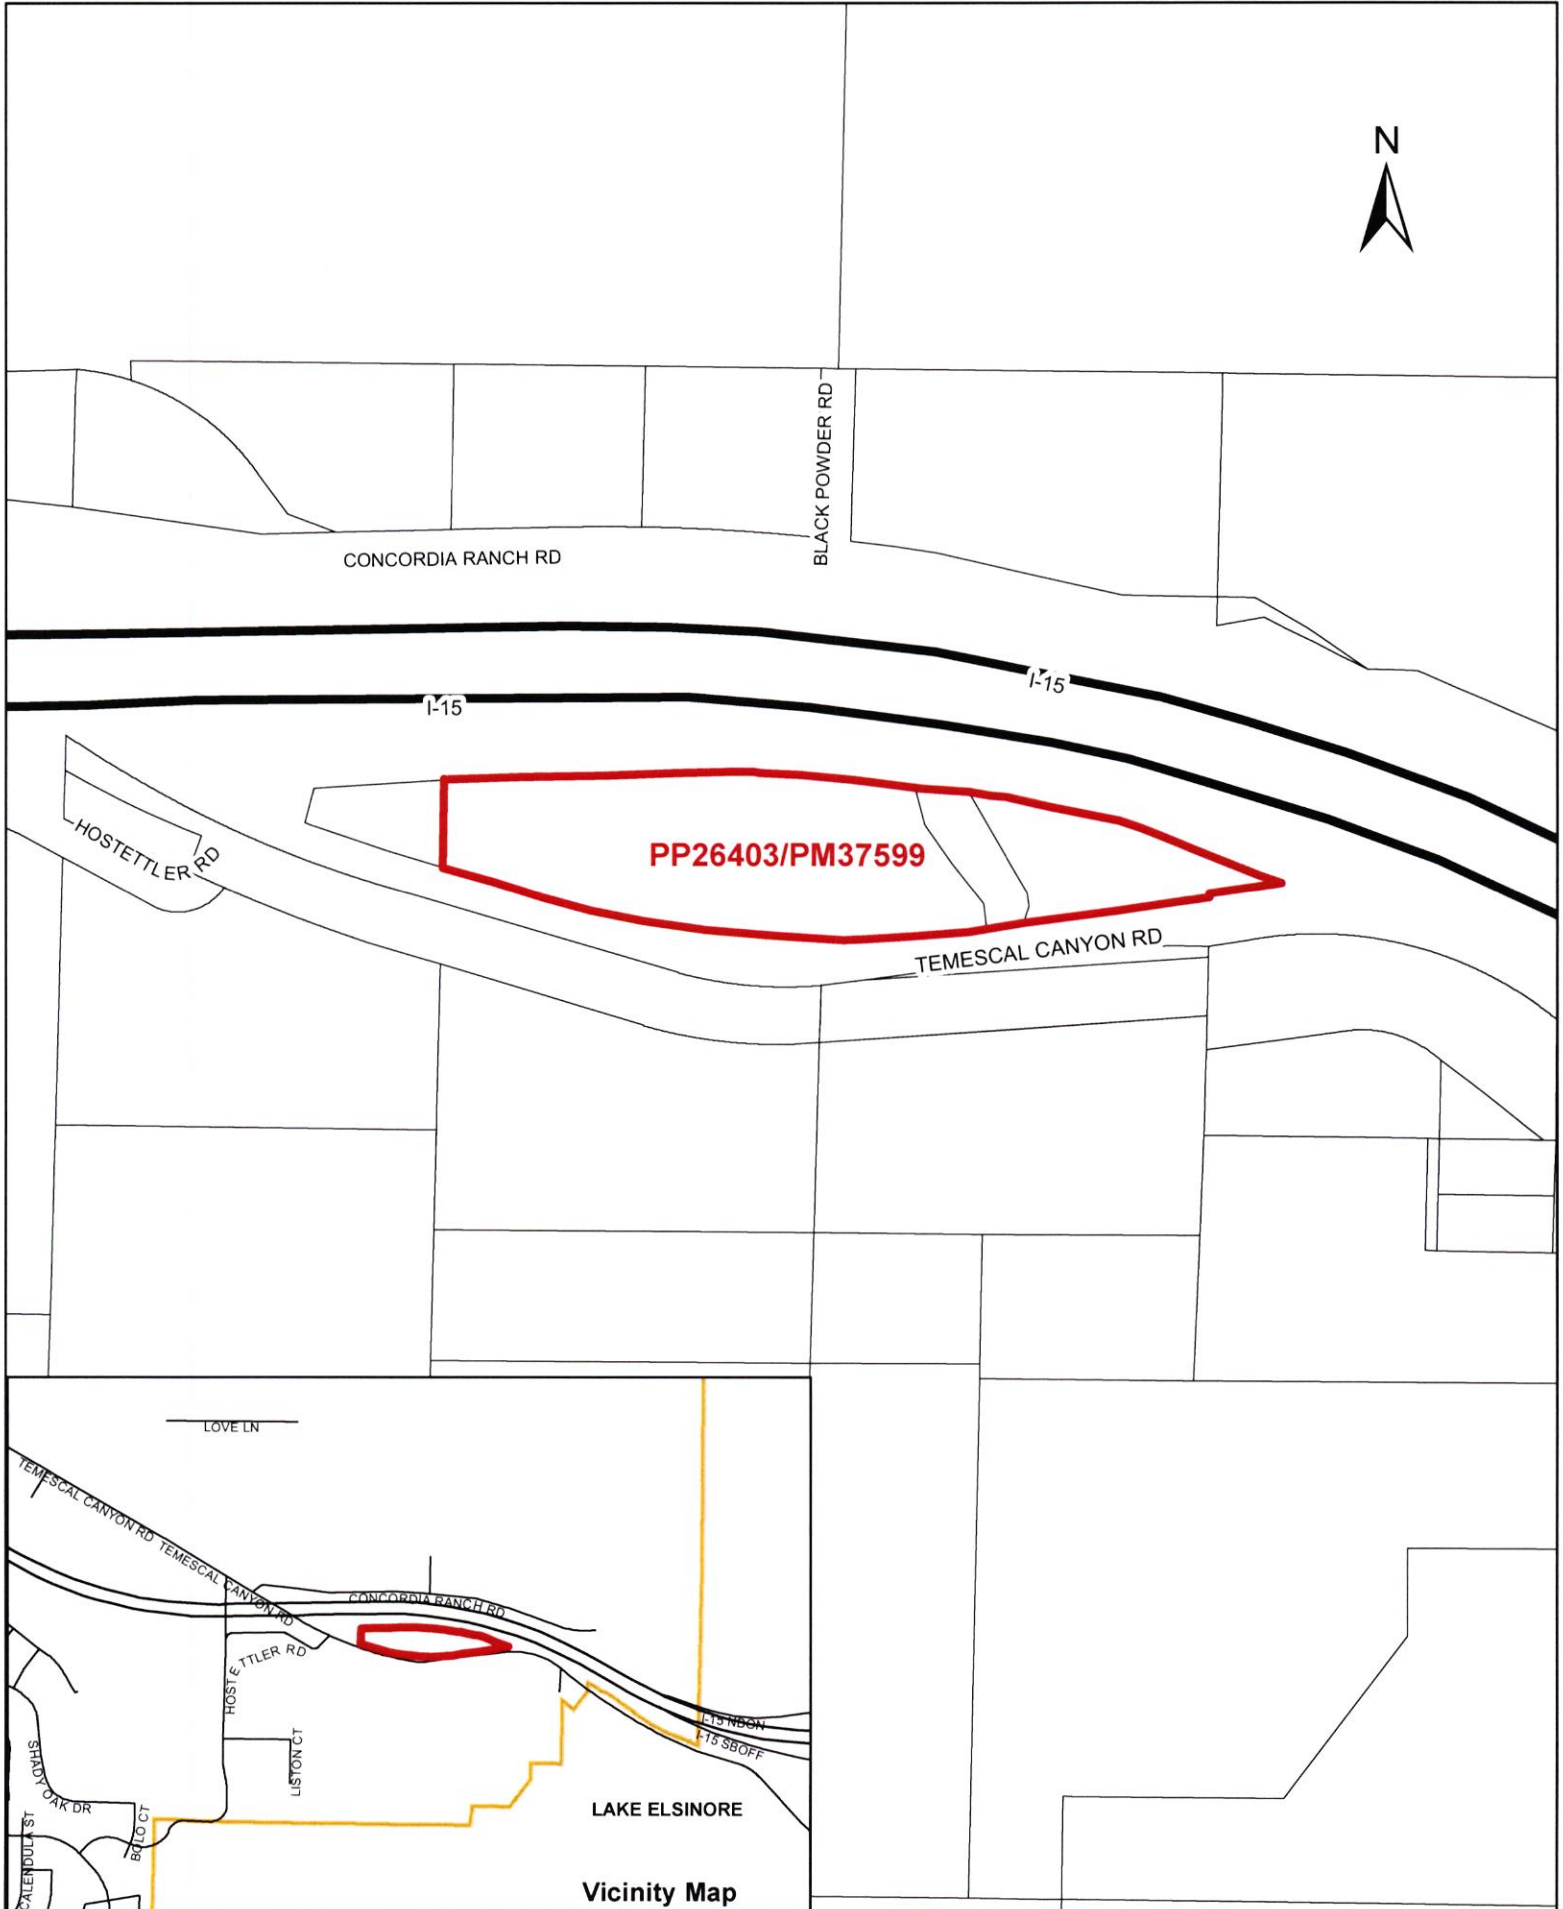 N
BLACK POWDER RD
CONCORDIA RANCH RD
I-15
I-15
HOSTETTLER RD
PP26403/PM37599
TEMESCAL CANYON RD
LOVE LN
TEMESCAL CANYON RD
TEMESCAL CANYON RD
CONCORDIA RANCH RD
HOSTETTLER RD
I-15 NBON
I-15 SBOFF
LISTON CT
SHADY OAK DR
BOLO CT
CALENDULA ST
LAKE ELSINORE
Vicinity Map